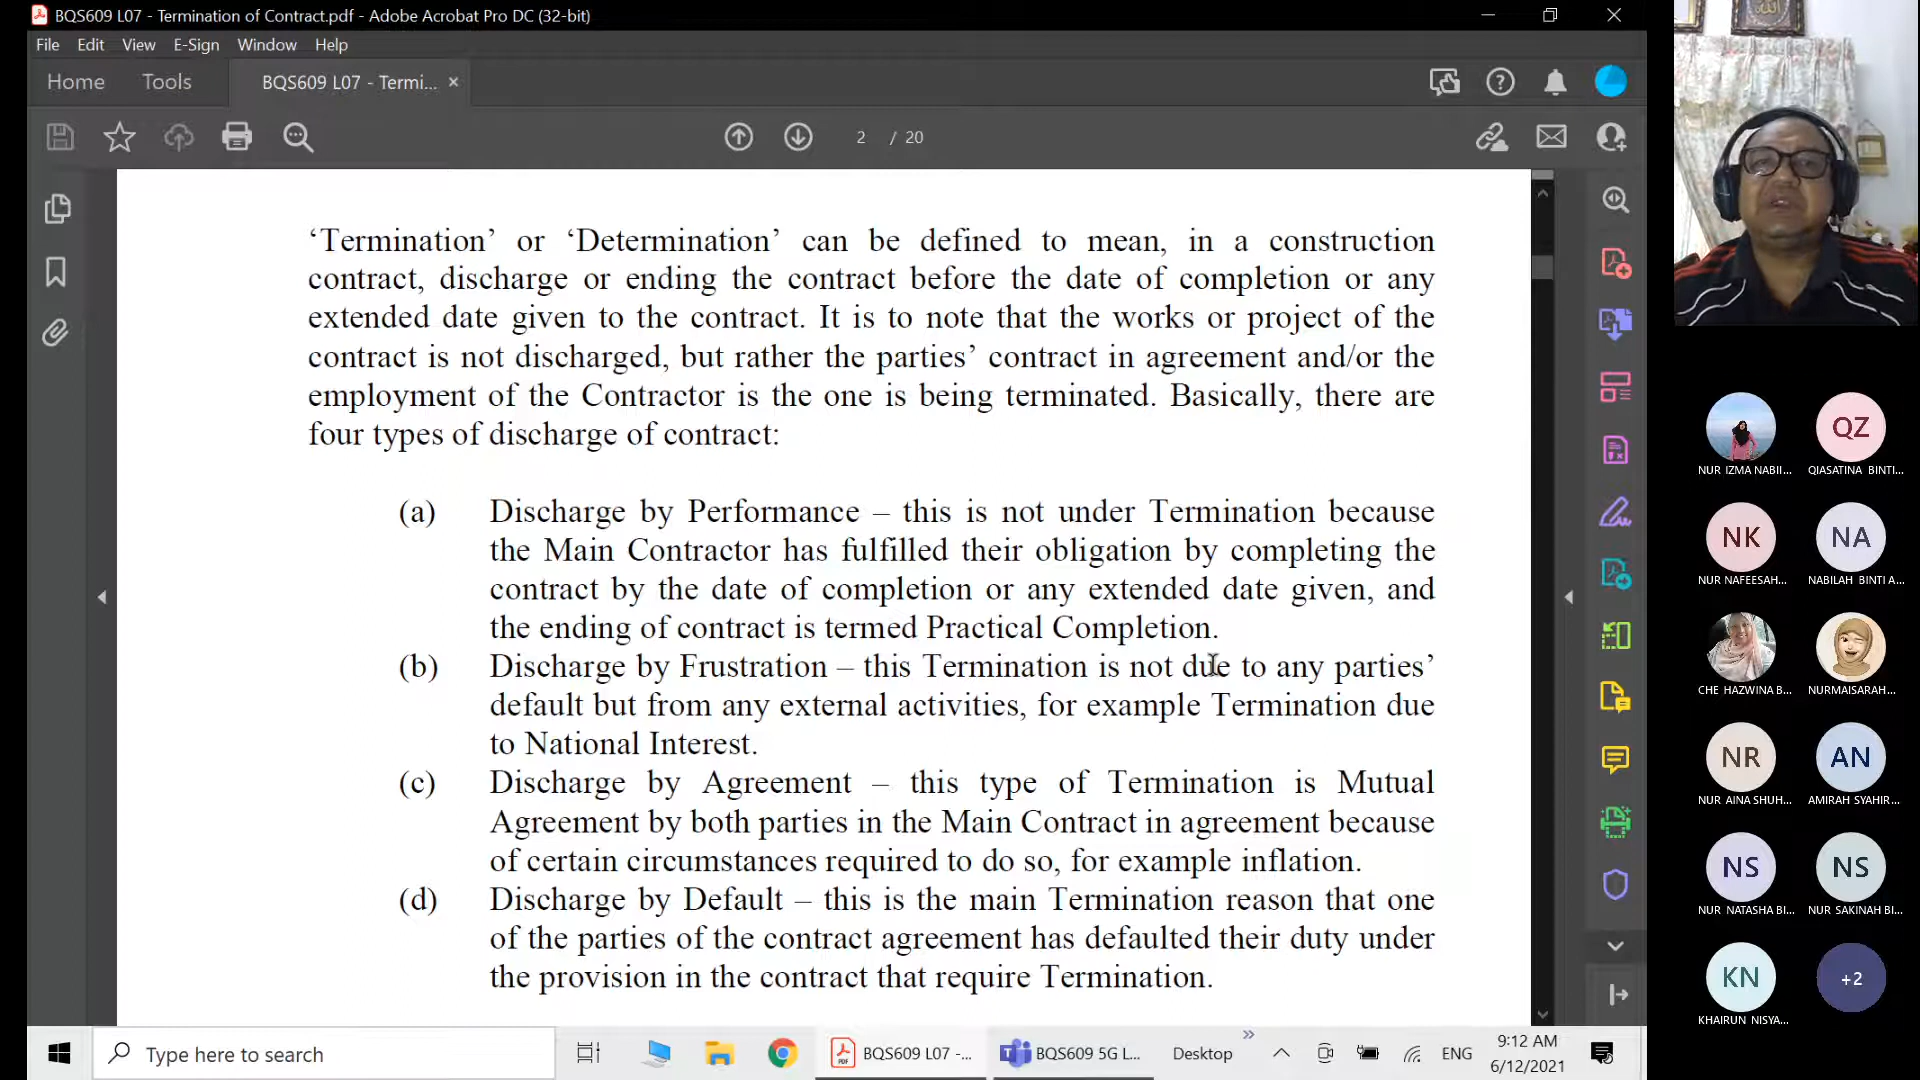 BQS609 L07 - Termination of Contract.pdf - Adobe Acrobat Pro DC (32-bit)
File Edit View E-Sign Window Help
Home Tools BQS609 L07 - Termi... ×
2 / 20
‘Termination’ or ‘Determination’ can be defined to mean, in a construction
contract, discharge or ending the contract before the date of completion or any
extended date given to the contract. It is to note that the works or project of the
contract is not discharged, but rather the parties’ contract in agreement and/or the
employment of the Contractor is the one is being terminated. Basically, there are
four types of discharge of contract:
(a) Discharge by Performance – this is not under Termination because
the Main Contractor has fulfilled their obligation by completing the
contract by the date of completion or any extended date given, and
the ending of contract is termed Practical Completion.
(b) Discharge by Frustration – this Termination is not due to any parties’
default but from any external activities, for example Termination due
to National Interest.
(c) Discharge by Agreement – this type of Termination is Mutual
Agreement by both parties in the Main Contract in agreement because
of certain circumstances required to do so, for example inflation.
(d) Discharge by Default – this is the main Termination reason that one
of the parties of the contract agreement has defaulted their duty under
the provision in the contract that require Termination.
QZ
NUR IZMA NABII... QIASATINA BINTI...
NK NA
NUR NAFEESAH... NABILAH BINTI A...
CHE HAZWINA B... NURMAISARAH...
NR AN
NUR AINA SHUH... AMIRAH SYAHIR...
NS NS
NUR NATASHA BI... NUR SAKINAH BI...
KN +2
KHAIRUN NISYA...
Type here to search
BQS609 L07 -...
BQS609 5G L...
Desktop
ENG
9:12 AM
6/12/2021